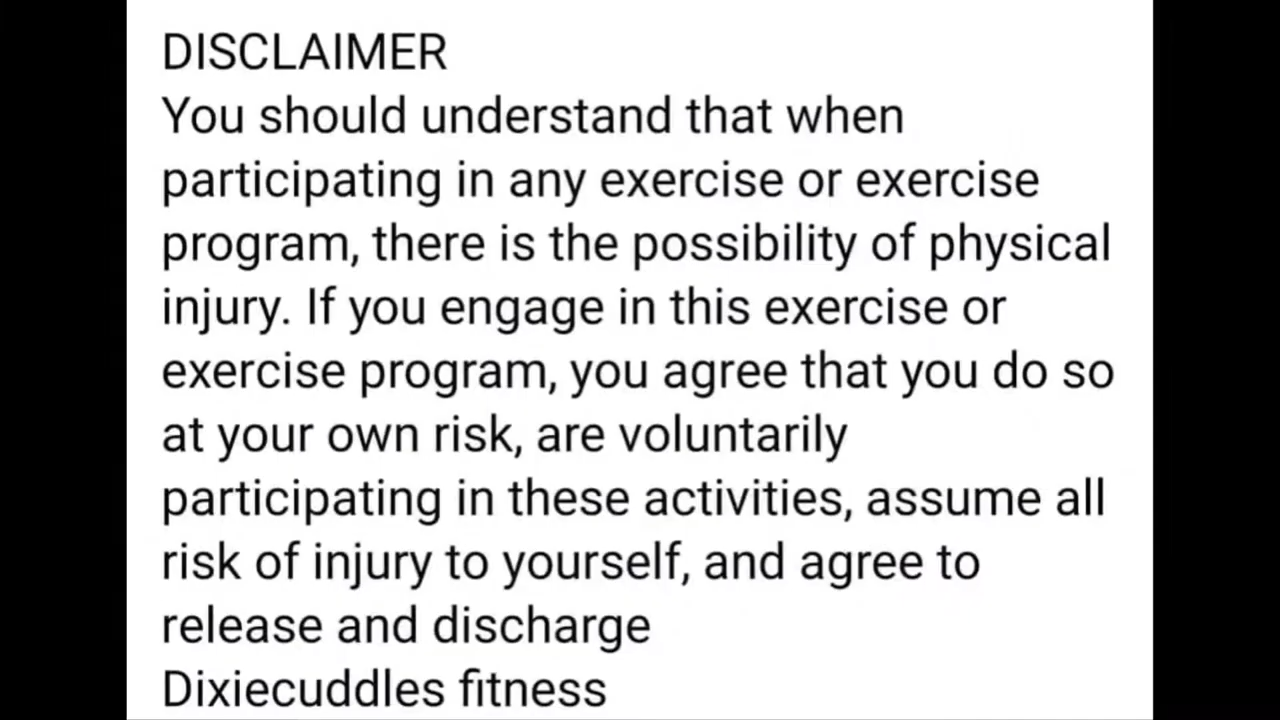 DISCLAIMER
You should understand that when
participating in any exercise or exercise
program, there is the possibility of physical
injury. If you engage in this exercise or
exercise program, you agree that you do so
at your own risk, are voluntarily
participating in these activities, assume all
risk of injury to yourself, and agree to
release and discharge
Dixiecuddles fitness